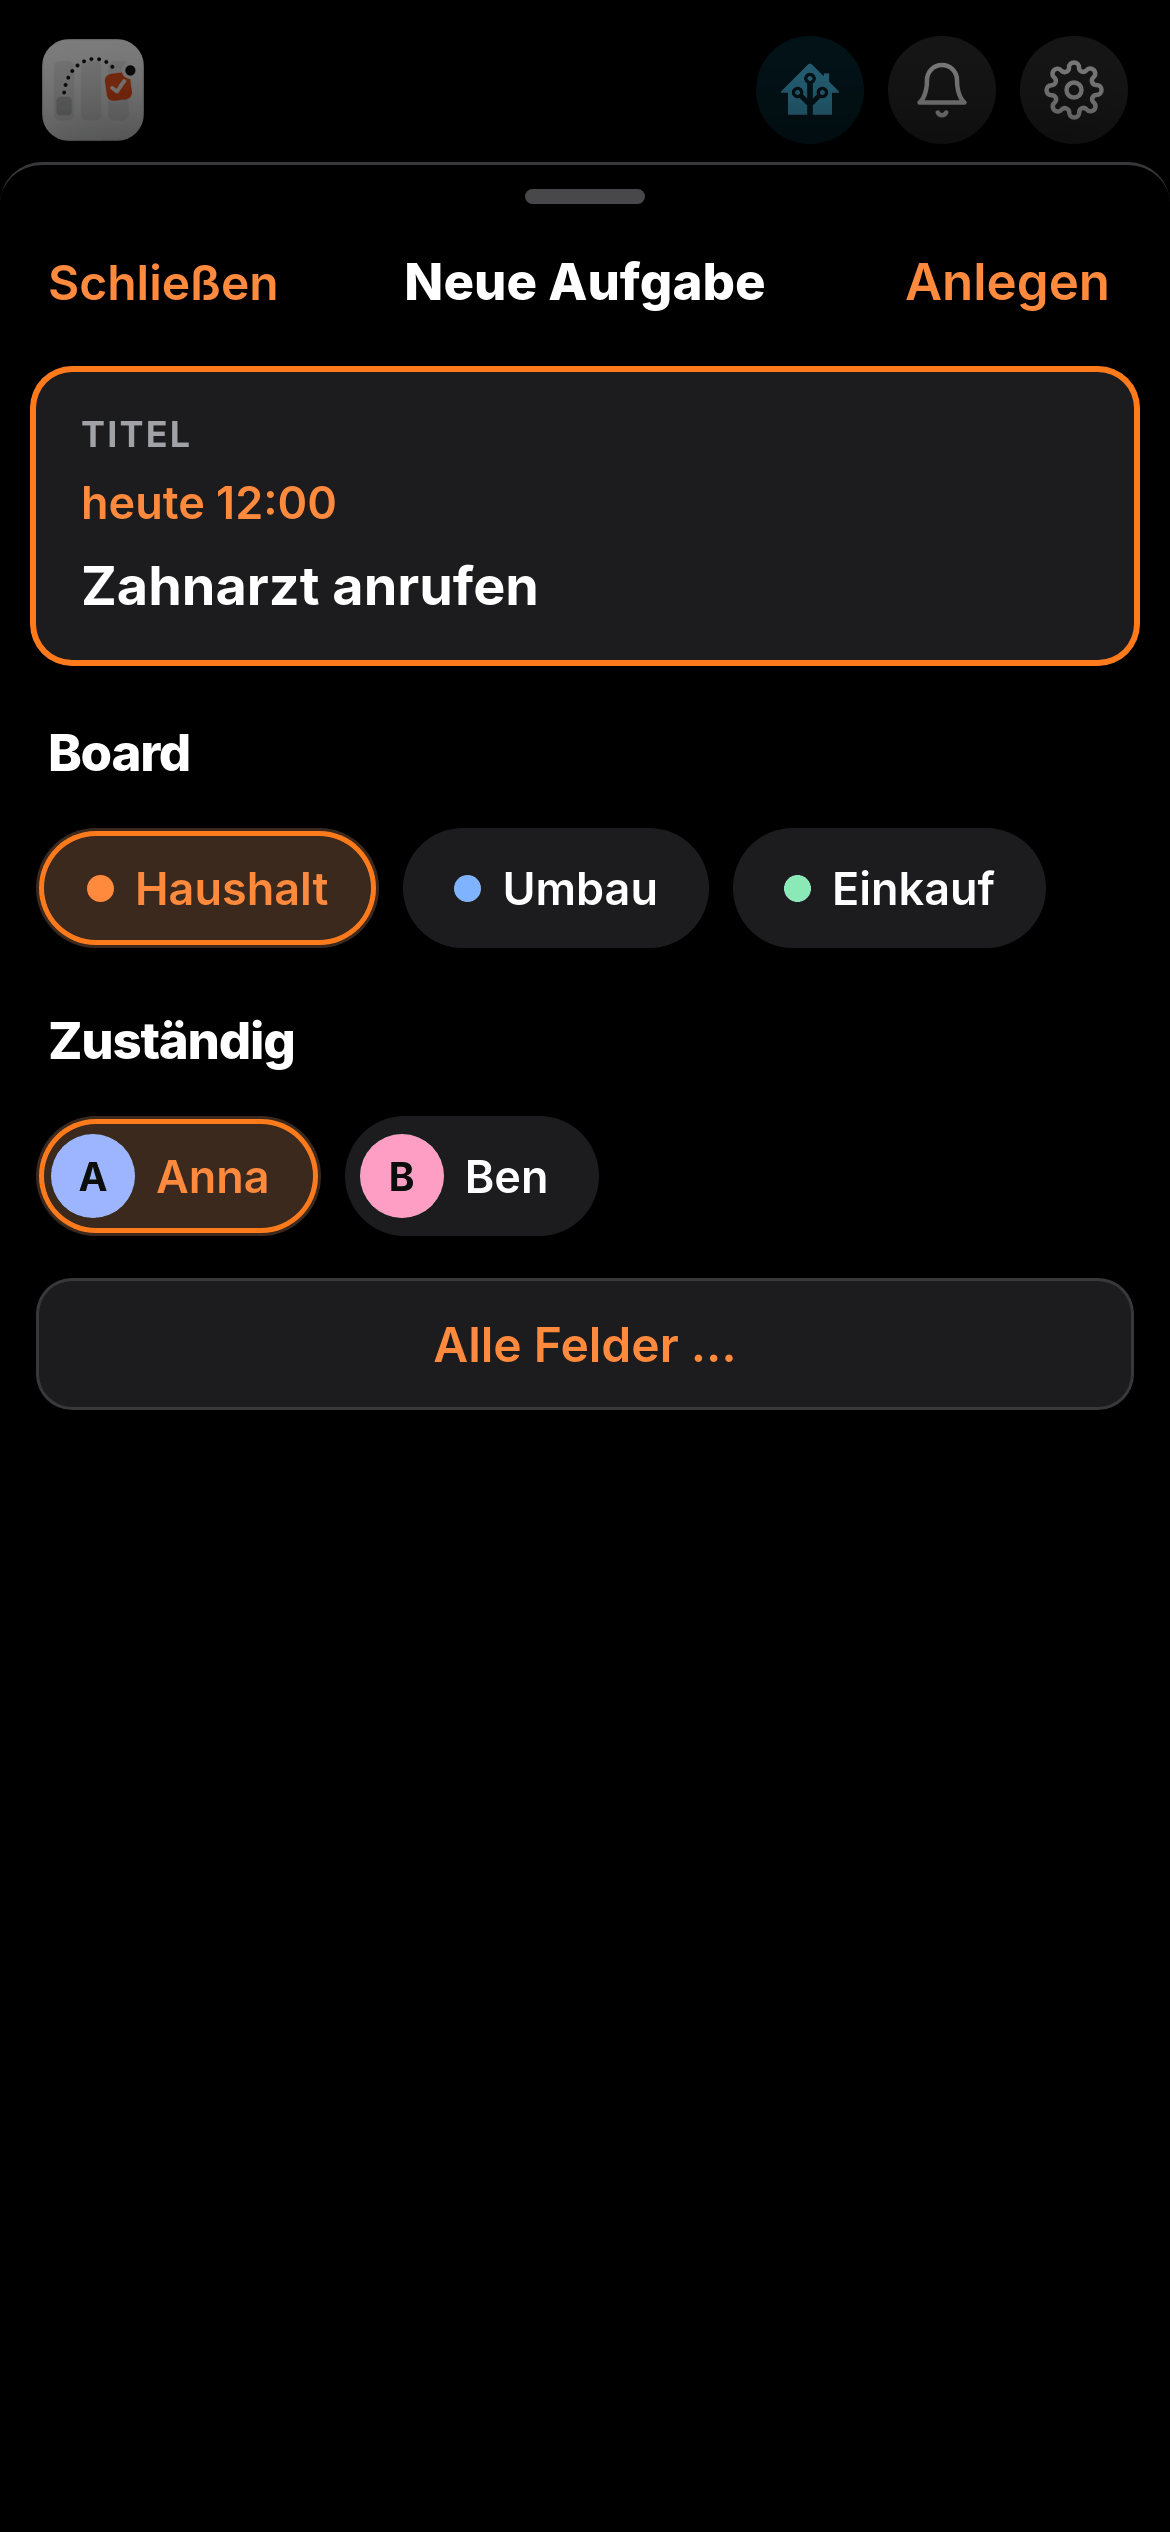 Schließen
Neue Aufgabe
Anlegen
TITEL
heute 12:00
Zahnarzt anrufen
Board
Haushalt
Umbau
Einkauf
Zuständig
A Anna
B Ben
Alle Felder ...